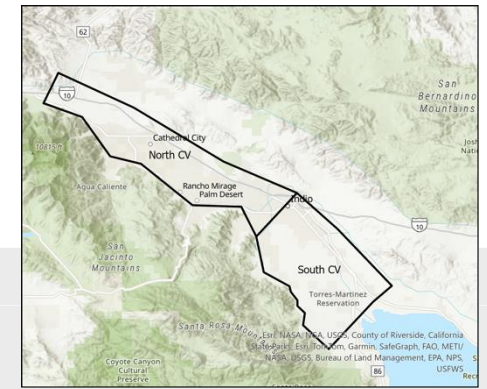 62
San
Bernardino
Mountains
10
Cathedral City
North CV
Agua Caliente
Rancho Mirage
Palm Desert
Indio
10
San
Jacinto
Mountains
South CV
Torres-Martinez
Reservation
Santa Rosa
Esri, NASA, NGA, USGS, County of Riverside, California
State Parks, Esri, TomTom, Garmin, SafeGraph, FAO, METI/
NASA, USGS, Bureau of Land Management, EPA, NPS,
USFWS
Coyote Canyon
Cultural
Preserve
86